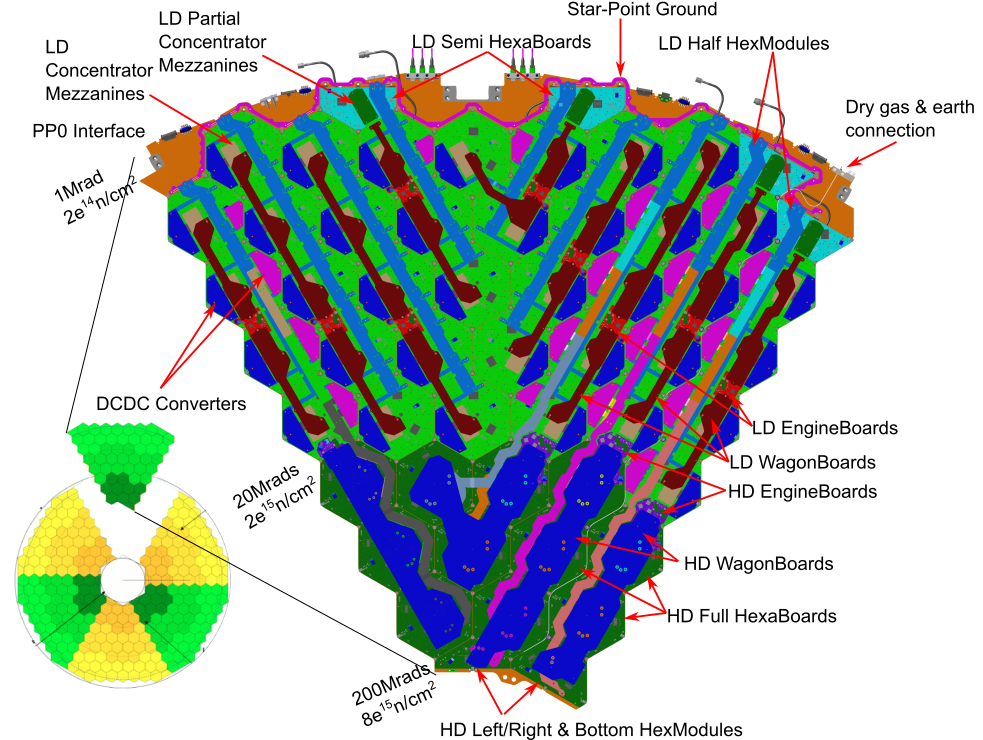 Star-Point Ground
LD Partial
Concentrator
Mezzanines
LD Semi HexaBoards
LD Half HexModules
LD
Concentrator
Mezzanines
Dry gas & earth
connection
PP0 Interface
1Mrad
2e¹⁴n/cm²
DCDC Converters
LD EngineBoards
LD WagonBoards
20Mrads
2e¹⁵n/cm²
HD EngineBoards
HD WagonBoards
HD Full HexaBoards
200Mrads
8e¹⁵n/cm²
HD Left/Right & Bottom HexModules